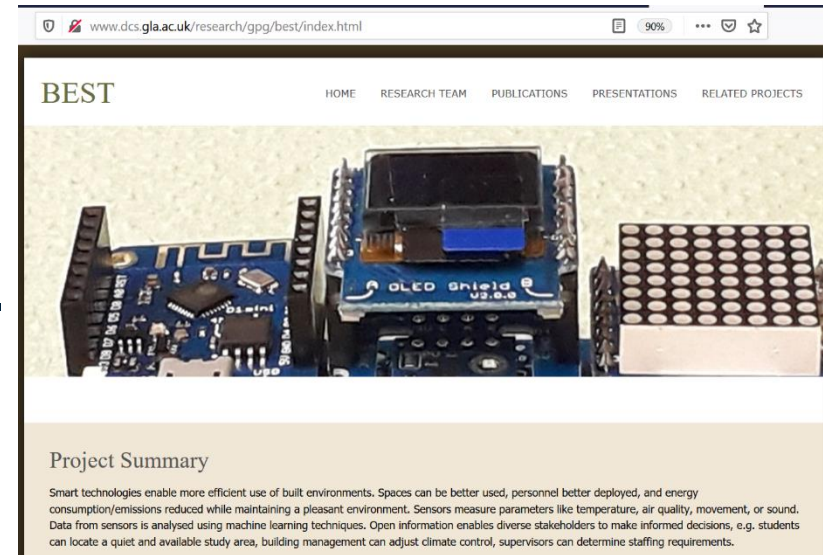 www.dcs.gla.ac.uk/research/gpg/best/index.html 90%
BEST HOME RESEARCH TEAM PUBLICATIONS PRESENTATIONS RELATED PROJECTS
A OLED Shield B
V2.0.0
D1 mini
Project Summary
Smart technologies enable more efficient use of built environments. Spaces can be better used, personnel better deployed, and energy
consumption/emissions reduced while maintaining a pleasant environment. Sensors measure parameters like temperature, air quality, movement, or sound.
Data from sensors is analysed using machine learning techniques. Open information enables diverse stakeholders to make informed decisions, e.g. students
can locate a quiet and available study area, building management can adjust climate control, supervisors can determine staffing requirements.